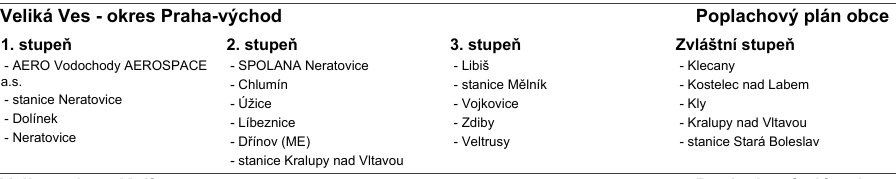 Veliká Ves - okres Praha-východ Poplachový plán obce
1. stupeň
- AERO Vodochody AEROSPACE
a.s.
- stanice Neratovice
- Dolínek
- Neratovice
2. stupeň
- SPOLANA Neratovice
- Chlumín
- Úžice
- Líbeznice
- Dřínov (ME)
- stanice Kralupy nad Vltavou
3. stupeň
- Libiš
- stanice Mělník
- Vojkovice
- Zdiby
- Veltrusy
Zvláštní stupeň
- Klecany
- Kostelec nad Labem
- Kly
- Kralupy nad Vltavou
- stanice Stará Boleslav